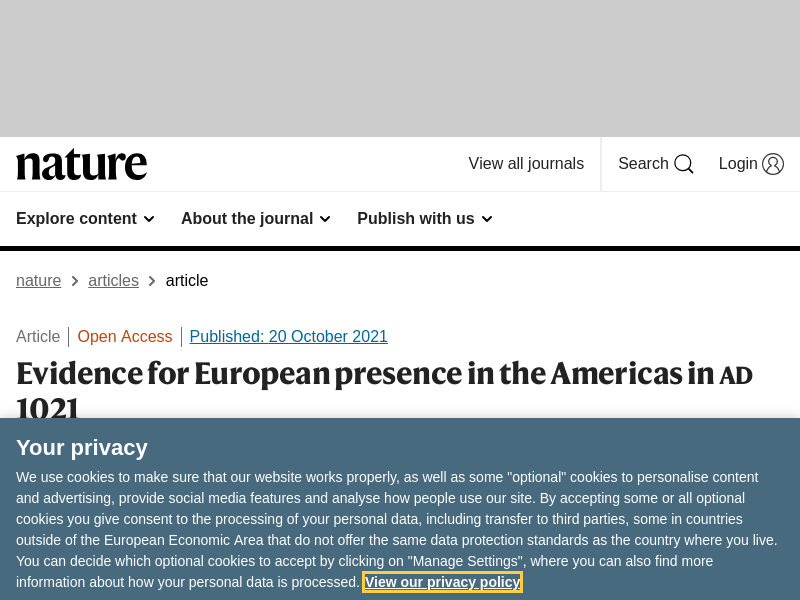 nature
View all journals
Search
Login
Explore content
About the journal
Publish with us
nature
articles
article
Article
Open Access
Published: 20 October 2021
Evidence for European presence in the Americas in AD
1021
Your privacy
We use cookies to make sure that our website works properly, as well as some "optional" cookies to personalise content
and advertising, provide social media features and analyse how people use our site. By accepting some or all optional
cookies you give consent to the processing of your personal data, including transfer to third parties, some in countries
outside of the European Economic Area that do not offer the same data protection standards as the country where you live.
You can decide which optional cookies to accept by clicking on "Manage Settings", where you can also find more
information about how your personal data is processed. View our privacy policy